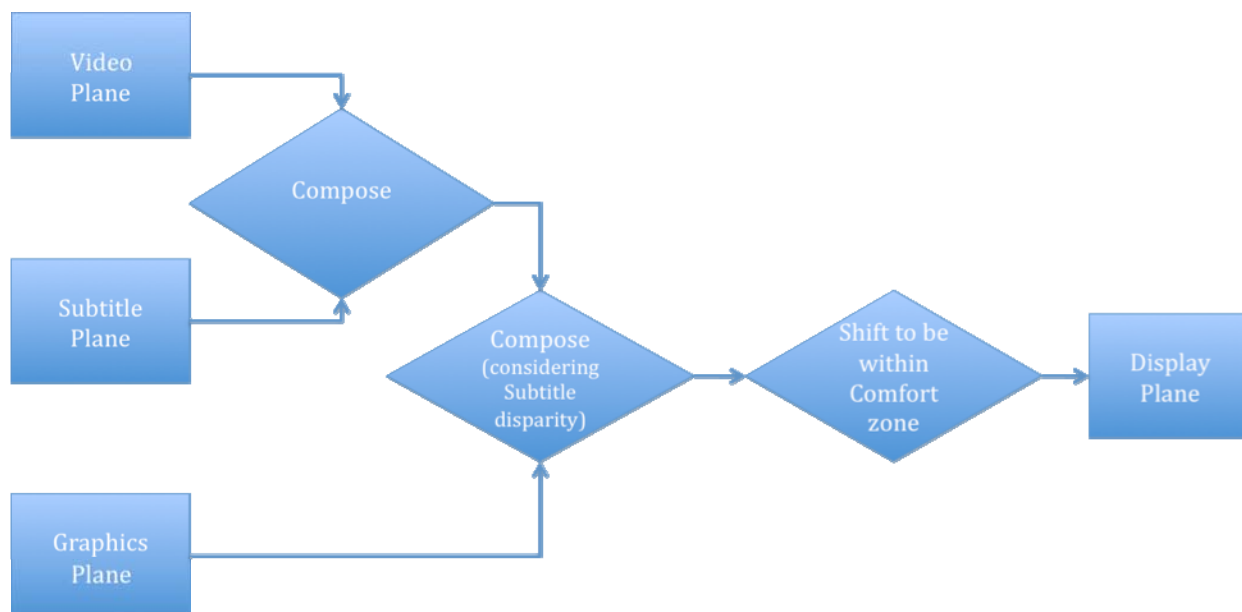 Video
Plane
Compose
Subtitle
Plane
Compose
(considering
Subtitle
disparity)
Shift to be
within
Comfort
zone
Display
Plane
Graphics
Plane